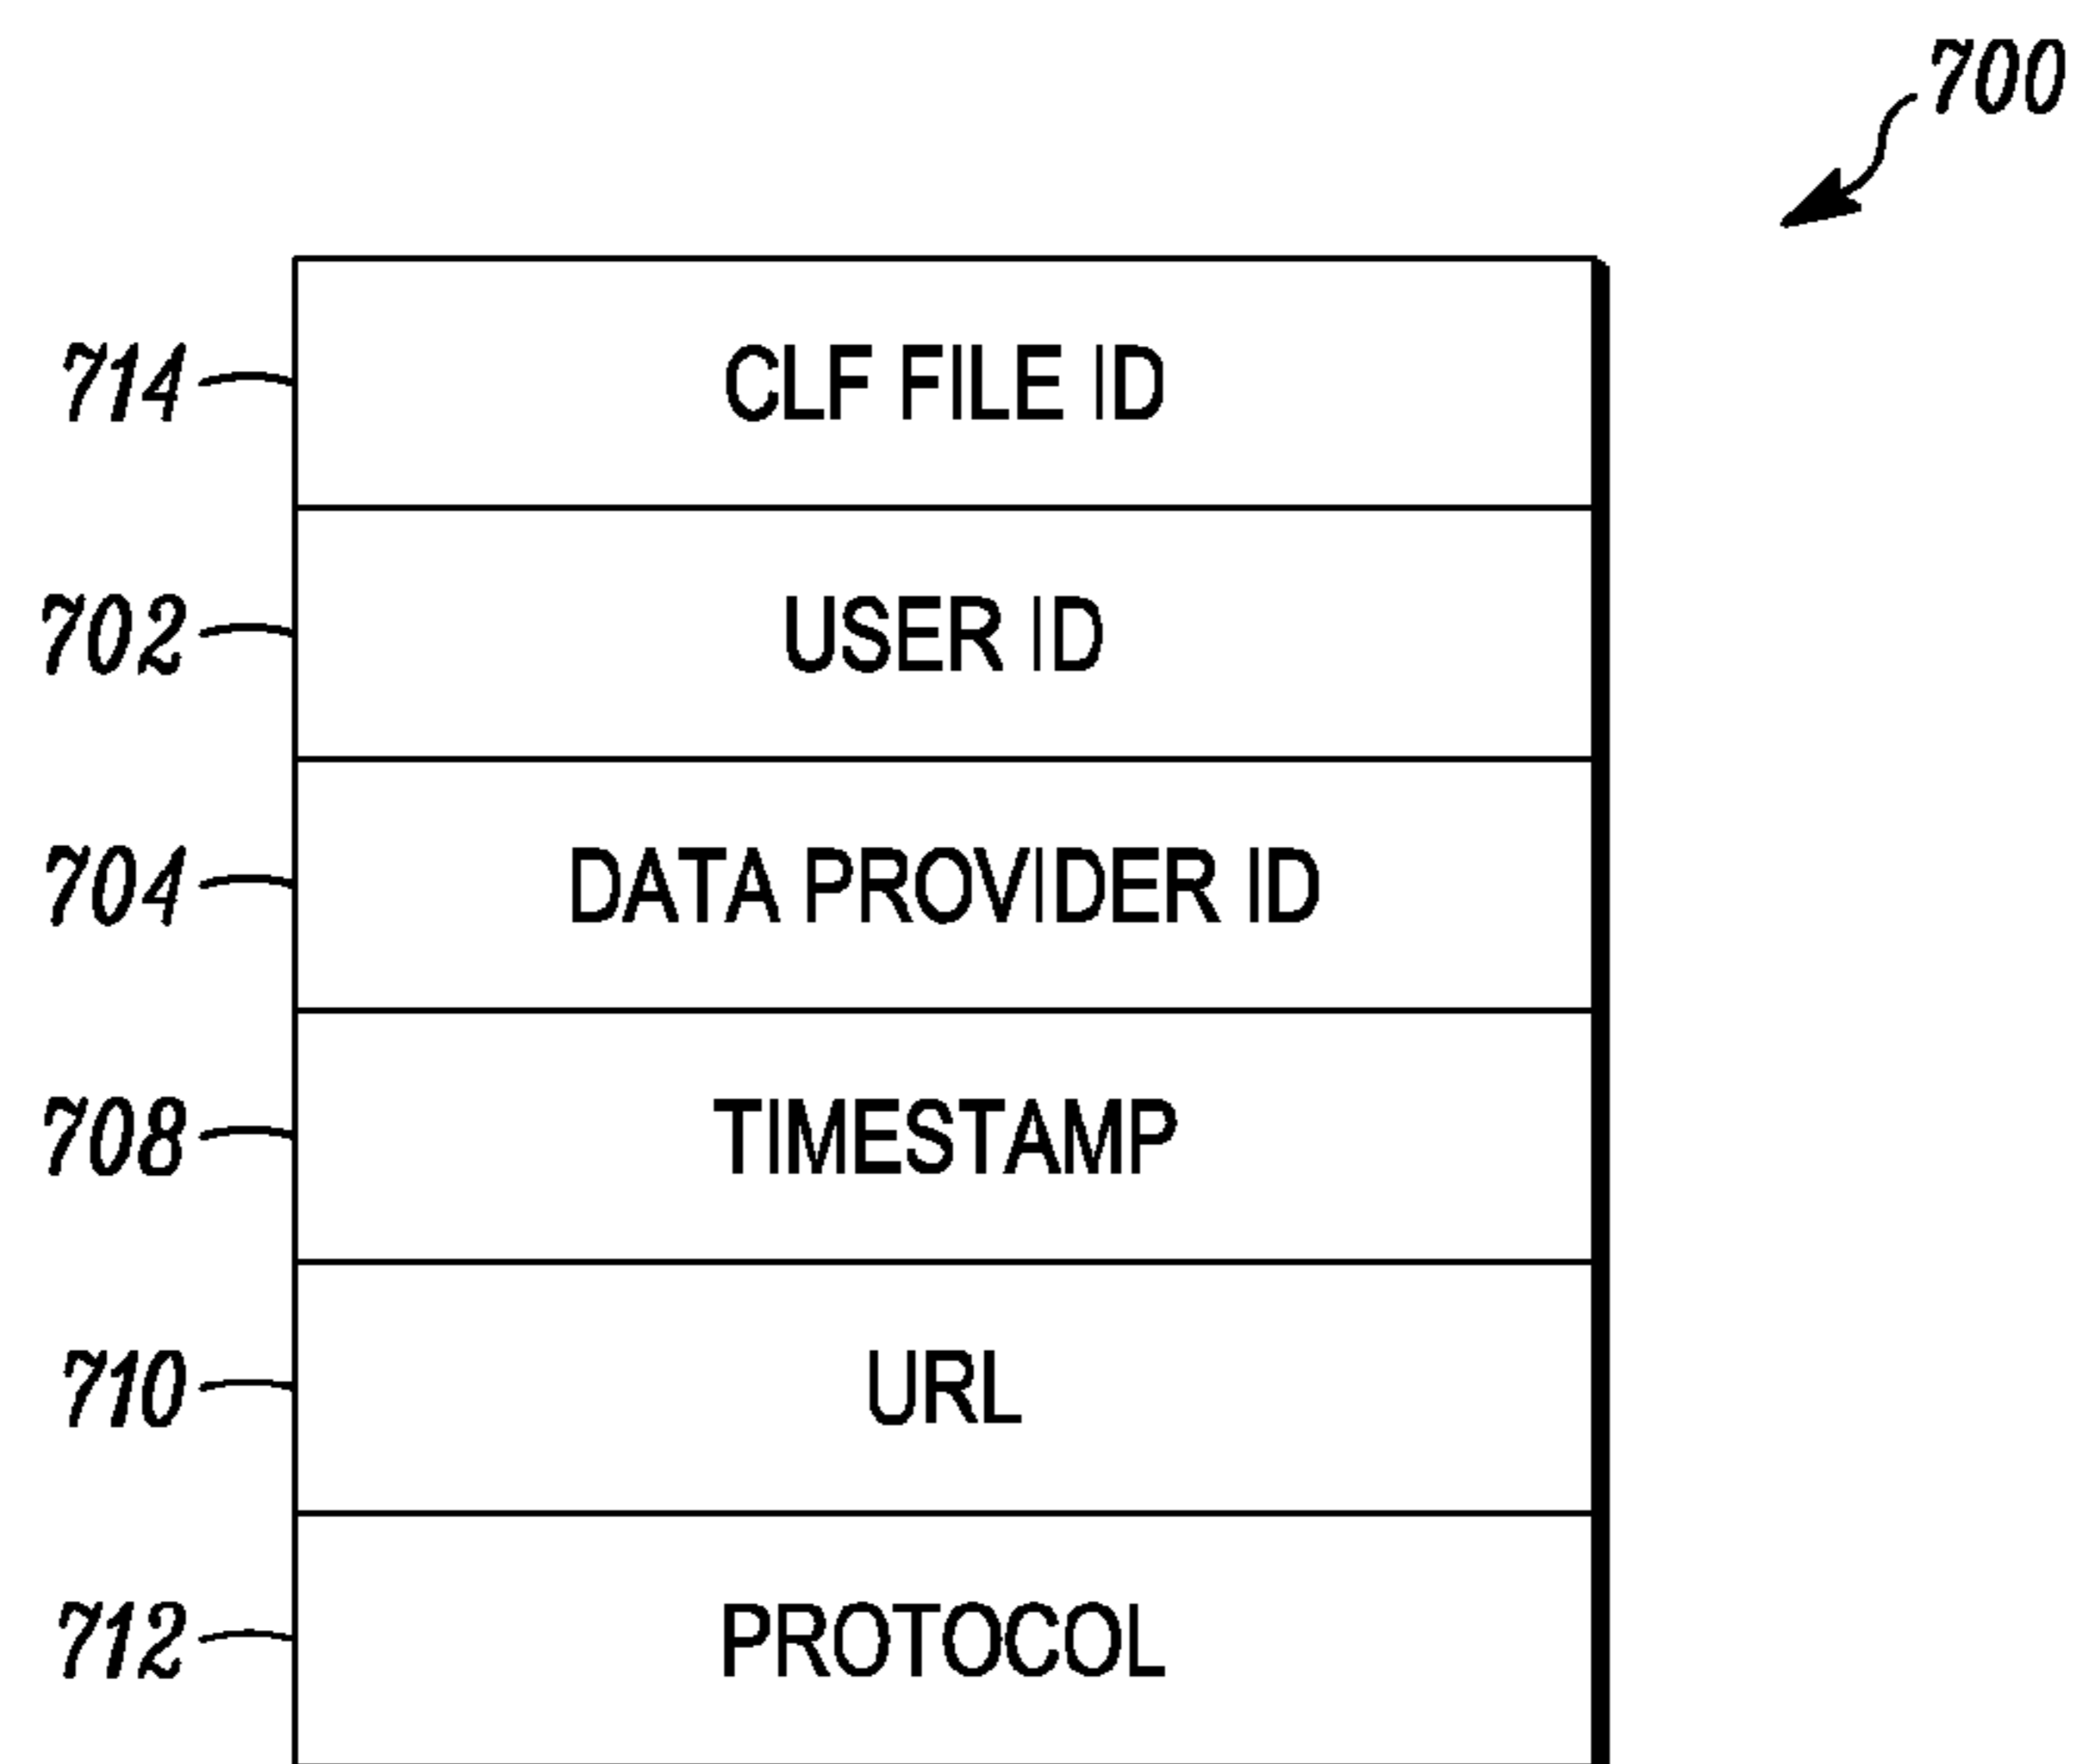 700
714 CLF FILE ID
702 USER ID
704 DATA PROVIDER ID
708 TIMESTAMP
710 URL
712 PROTOCOL